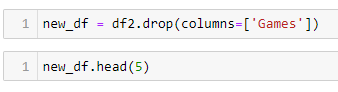 1 new_df = df2.drop(columns=['Games'])
1 new_df.head(5)